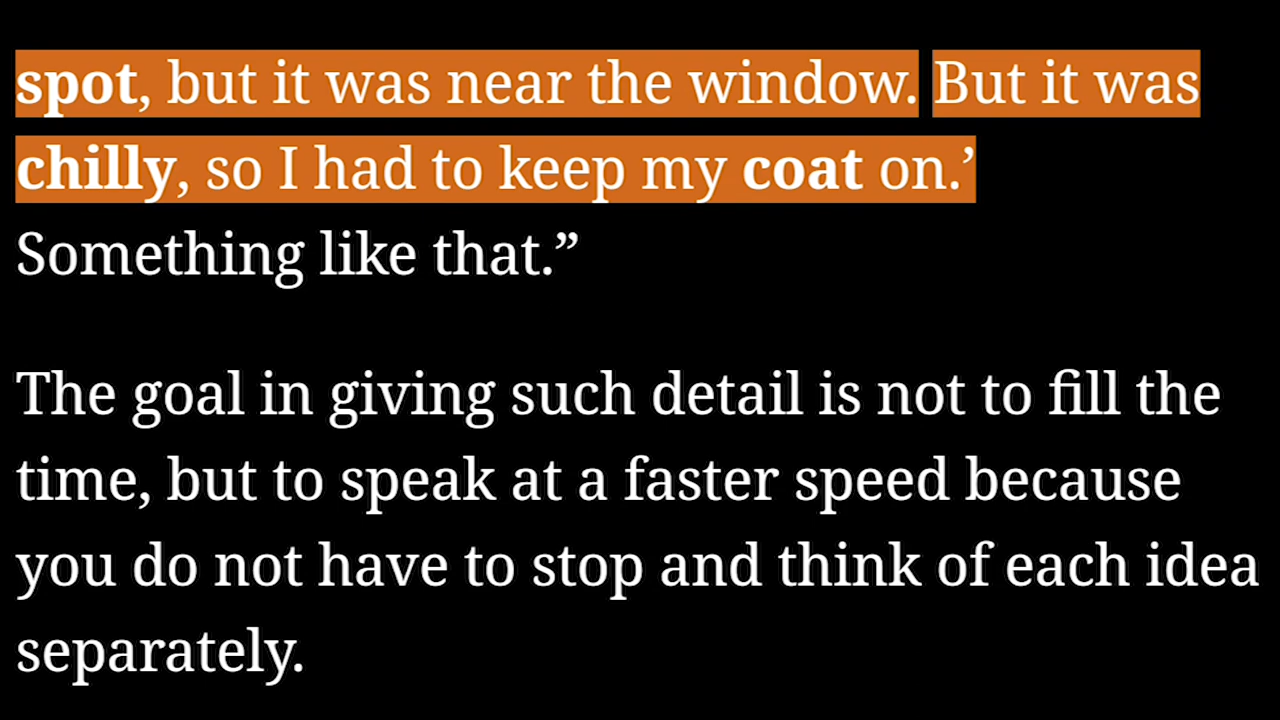 spot, but it was near the window. But it was
chilly, so I had to keep my coat on.’
Something like that.”
The goal in giving such detail is not to fill the
time, but to speak at a faster speed because
you do not have to stop and think of each idea
separately.